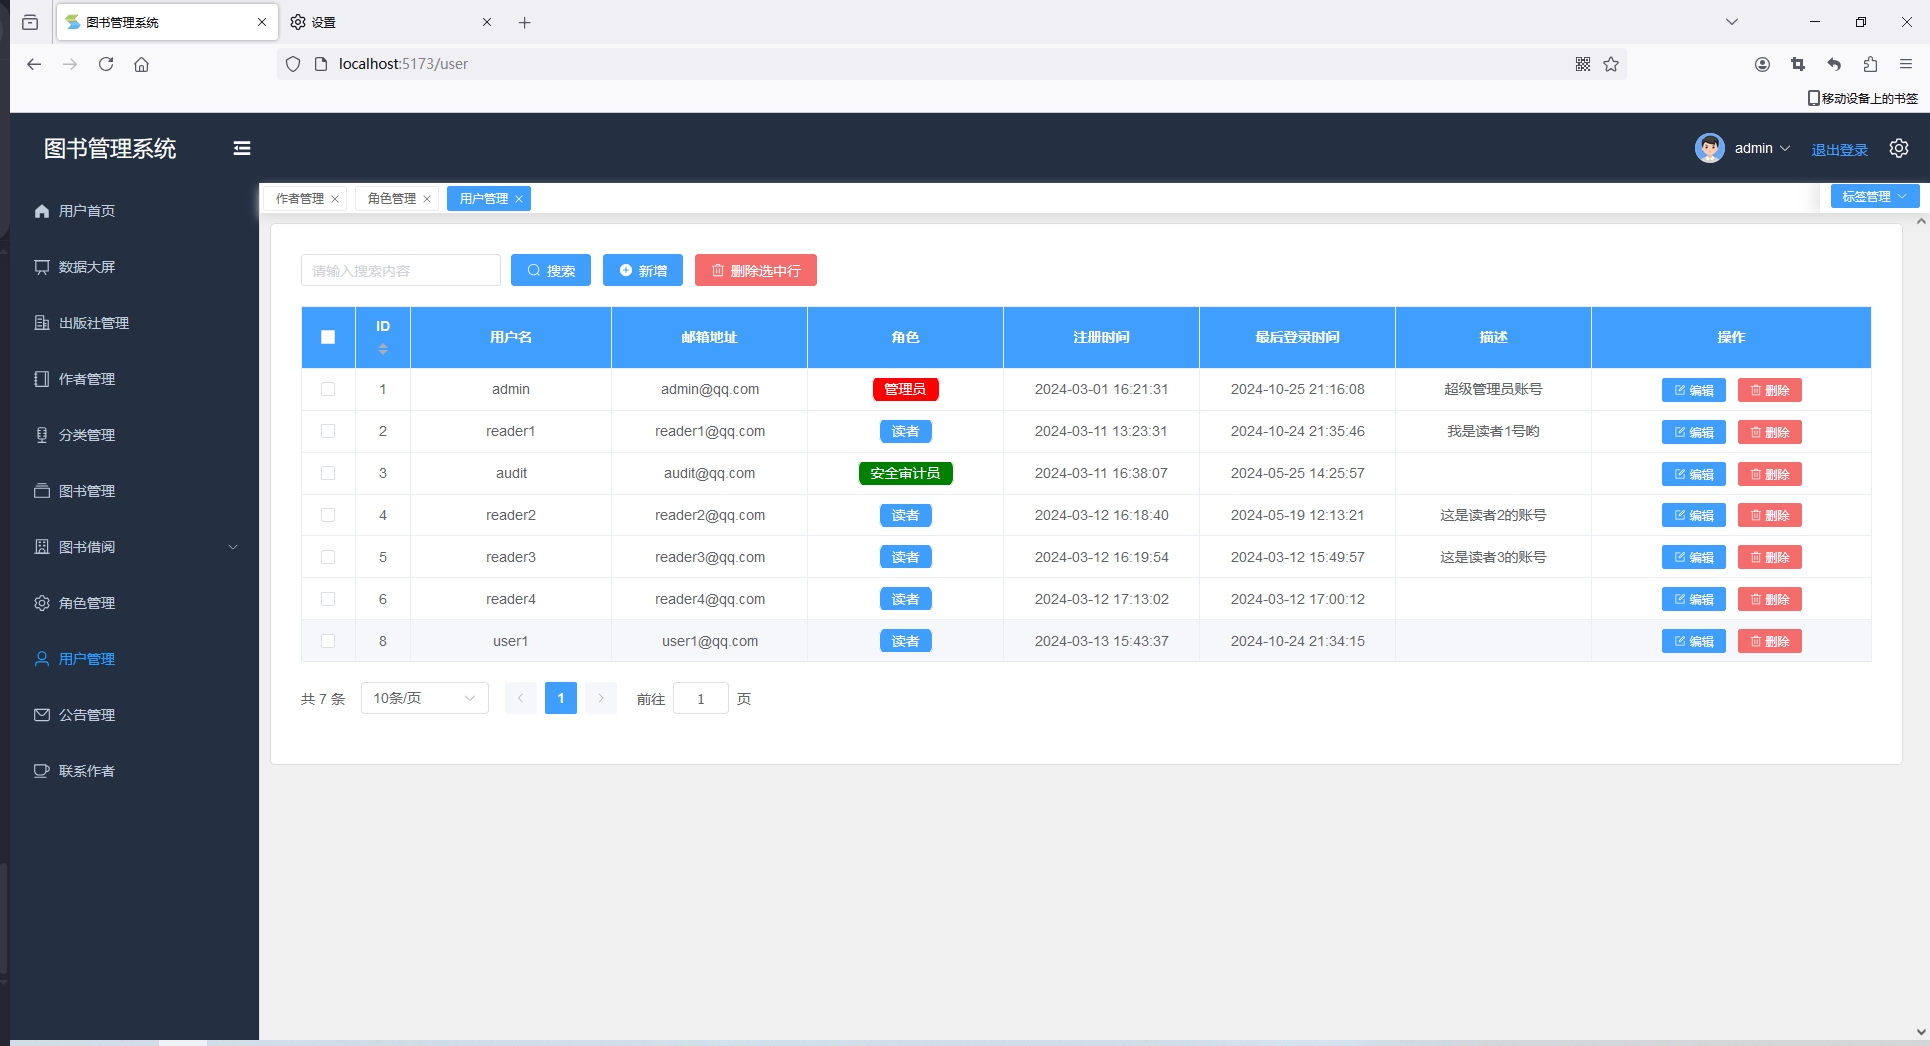 图书管理系统
设置
localhost:5173/user
移动设备上的书签
图书管理系统
admin
退出登录
用户首页
数据大屏
出版社管理
作者管理
分类管理
图书管理
图书借阅
角色管理
用户管理
公告管理
联系作者
作者管理 角色管理 用户管理 标签管理
请输入搜索内容 搜索 新增 删除选中行
ID 用户名 邮箱地址 角色 注册时间 最后登录时间 描述 操作
1 admin admin@qq.com 管理员 2024-03-01 16:21:31 2024-10-25 21:16:08 超级管理员账号 编辑 删除
2 reader1 reader1@qq.com 读者 2024-03-11 13:23:31 2024-10-24 21:35:46 我是读者1号哟 编辑 删除
3 audit audit@qq.com 安全审计员 2024-03-11 16:38:07 2024-05-25 14:25:57 编辑 删除
4 reader2 reader2@qq.com 读者 2024-03-12 16:18:40 2024-05-19 12:13:21 这是读者2的账号 编辑 删除
5 reader3 reader3@qq.com 读者 2024-03-12 16:19:54 2024-03-12 15:49:57 这是读者3的账号 编辑 删除
6 reader4 reader4@qq.com 读者 2024-03-12 17:13:02 2024-03-12 17:00:12 编辑 删除
8 user1 user1@qq.com 读者 2024-03-13 15:43:37 2024-10-24 21:34:15 编辑 删除
共 7 条 10条/页 1 前往 1 页